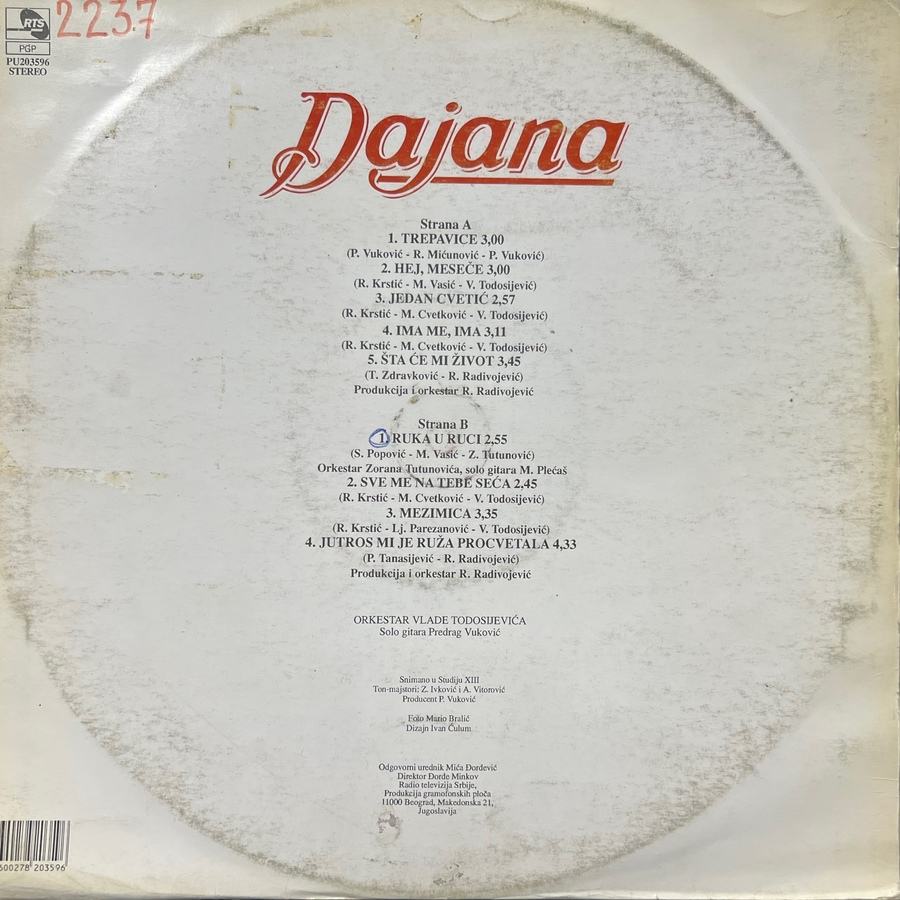 RTS
2237
PGP
PU203596
STEREO
Dajana
Strana A
1. TREPAVICE 3,00
(P. Vuković - R. Mićunović - P. Vuković)
2. HEJ, MESEČE 3,00
(R. Krstić - M. Vasić - V. Todosijević)
3. JEDAN CVETIĆ 2,57
(R. Krstić - M. Cvetković - V. Todosijević)
4. IMA ME, IMA 3,11
(R. Krstić - M. Cvetković - V. Todosijević)
5. ŠTA ĆE MI ŽIVOT 3,45
(T. Zdravković - R. Radivojević)
Produkcija i orkestar R. Radivojević
Strana B
1. RUKA U RUCI 2,55
(S. Popović - M. Vasić - Z. Tutunović)
Orkestar Zorana Tutunovića, solo gitara M. Plećaš
2. SVE ME NA TEBE SEĆA 2,45
(R. Krstić - M. Cvetković - V. Todosijević)
3. MEZIMICA 3,35
(R. Krstić - Lj. Parezanović - V. Todosijević)
4. JUTROS MI JE RUŽA PROCVETALA 4,33
(P. Tanasijević - R. Radivojević)
Produkcija i orkestar R. Radivojević
ORKESTAR VLADE TODOSIJEVIĆA
Solo gitara Predrag Vuković
Snimano u Studiju XIII
Ton-majstori: Z. Ivković i A. Vitorović
Producent P. Vuković
Foto Mario Bralić
Dizajn Ivan Ćulum
Odgovorni urednik Mića Đorđević
Direktor Đorđe Minkov
Radio televizija Srbije,
Produkcija gramofonskih ploča
11000 Beograd, Makedonska 21,
Jugoslavija
600278 203596